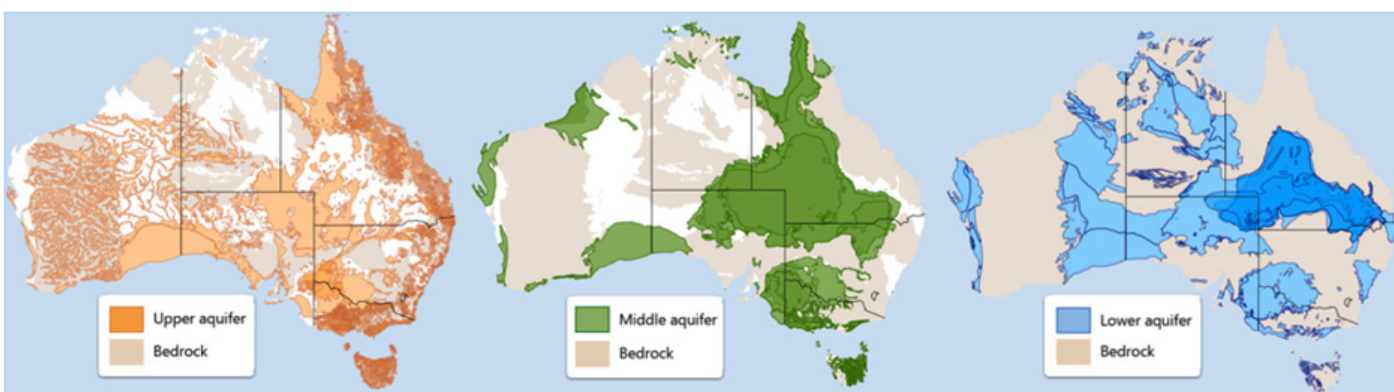 Upper aquifer
Bedrock
Middle aquifer
Bedrock
Lower aquifer
Bedrock